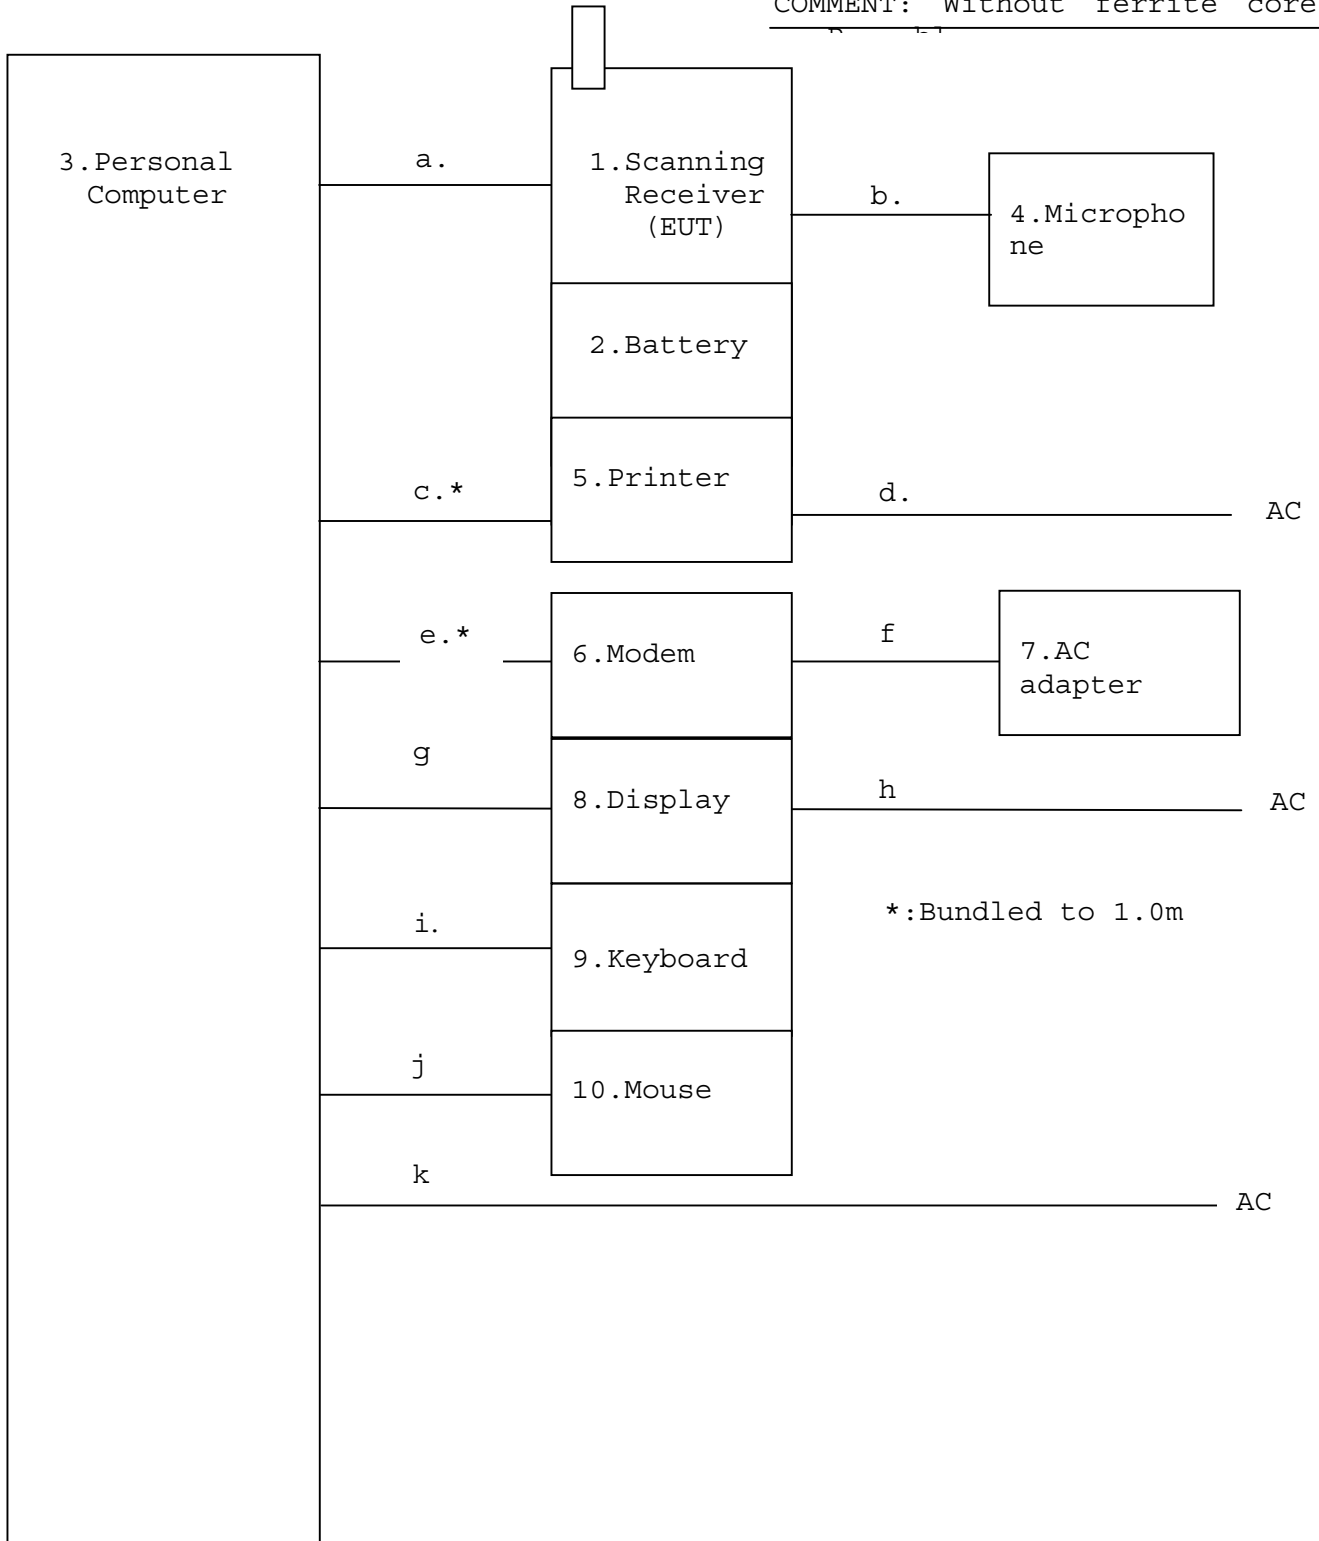 COMMENT: Without ferrite core
3.Personal
Computer
a.
1.Scanning
Receiver
(EUT)
b.
4.Micropho
ne
2.Battery
5.Printer
c.*
d.
AC
e.*
6.Modem
f
7.AC
adapter
g
8.Display
h
AC
*:Bundled to 1.0m
i.
9.Keyboard
j
10.Mouse
k
AC